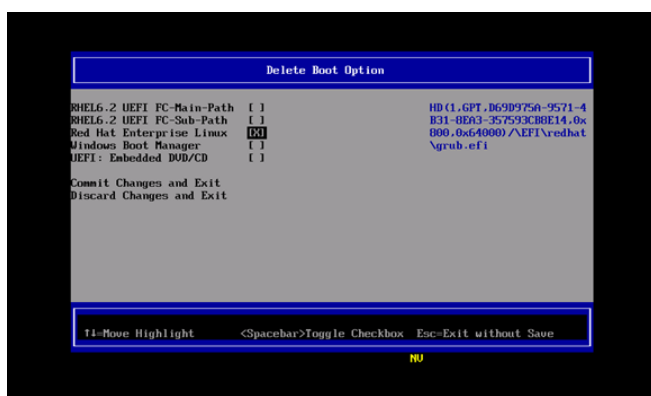 Delete Boot Option
RHEL6.2 UEFI FC-Main-Path [ ]
RHEL6.2 UEFI FC-Sub-Path [ ]
Red Hat Enterprise Linux [X]
Windows Boot Manager [ ]
UEFI: Embedded DVD/CD [ ]
Commit Changes and Exit
Discard Changes and Exit
HD(1,GPT,D69D975A-9571-4
B31-8EA3-357593CB8E14,0x
800,0x64000)/\EFI\redhat
\grub.efi
↑↓=Move Highlight <Spacebar>Toggle Checkbox Esc=Exit without Save
NV